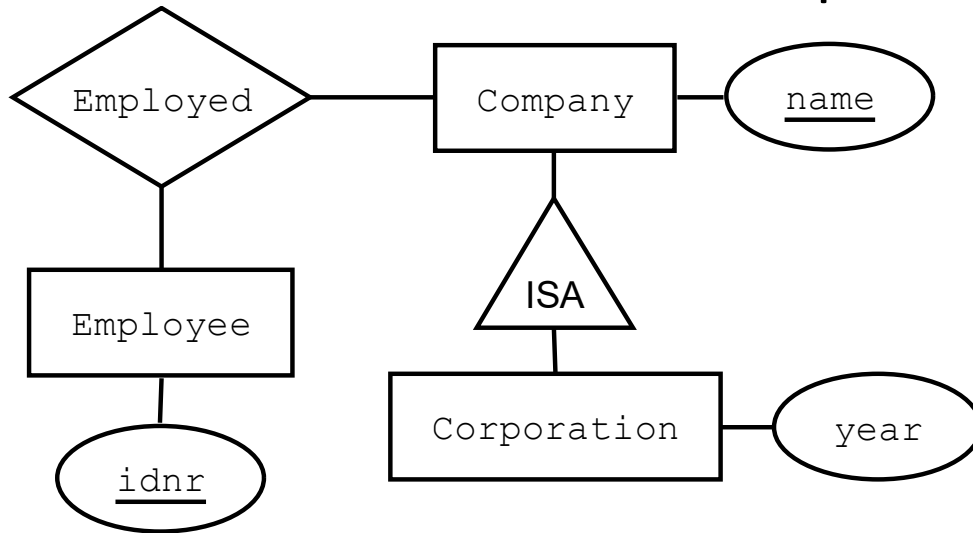 Employed
Company
name
ISA
Employee
Corporation
year
idnr